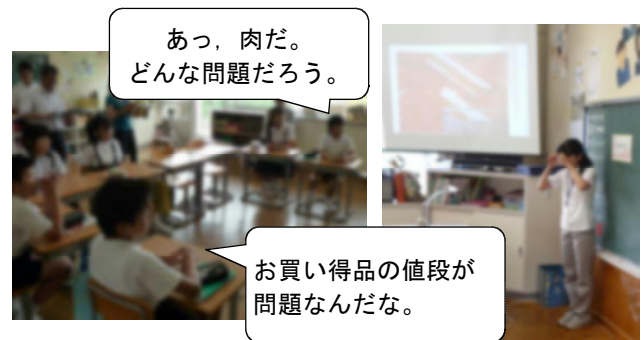 あっ，肉だ。
どんな問題だろう。
お買い得品の値段が
問題なんだな。